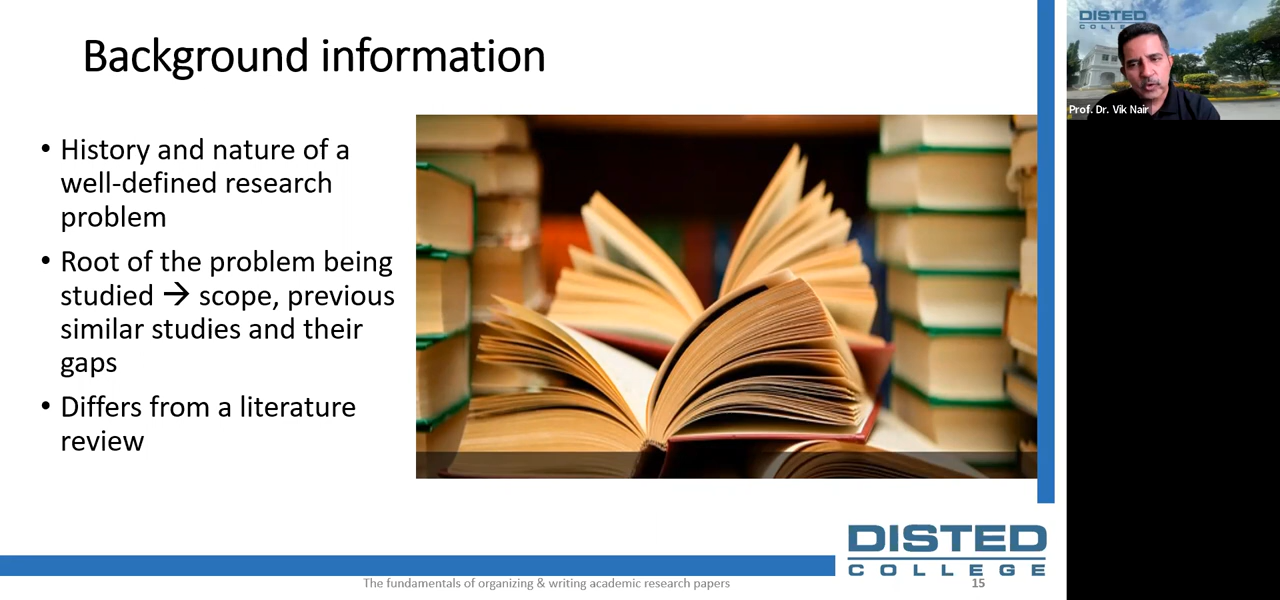 Background information
• History and nature of a
well-defined research
problem
• Root of the problem being
studied → scope, previous
similar studies and their
gaps
• Differs from a literature
review
DISTED
COLLEGE
The fundamentals of organizing & writing academic research papers
15
DISTED
Prof. Dr. Vik Nair